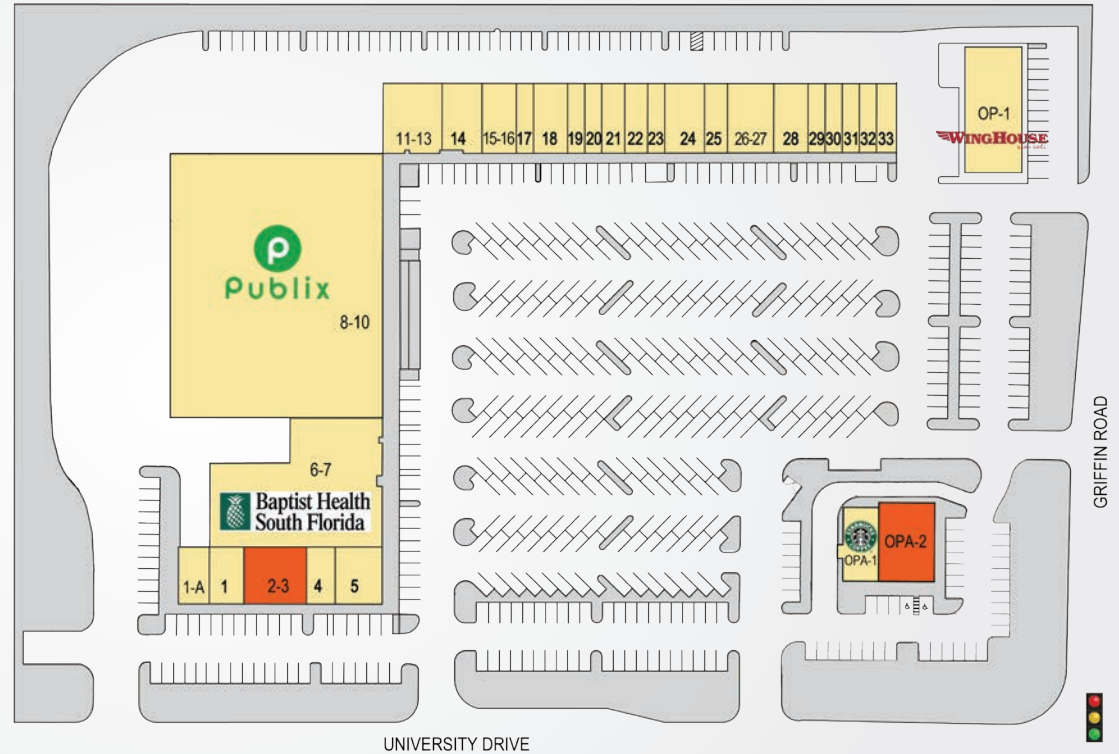 OP-1
WINGHOUSE
11-13 14 15-16 17 18 19 20 21 22 23 24 25 26-27 28 29 30 31 32 33
P
Publix
8-10
6-7
Baptist Health
South Florida
1-A 1 2-3 4 5
GRIFFIN ROAD
OPA-1
OPA-2
UNIVERSITY DRIVE